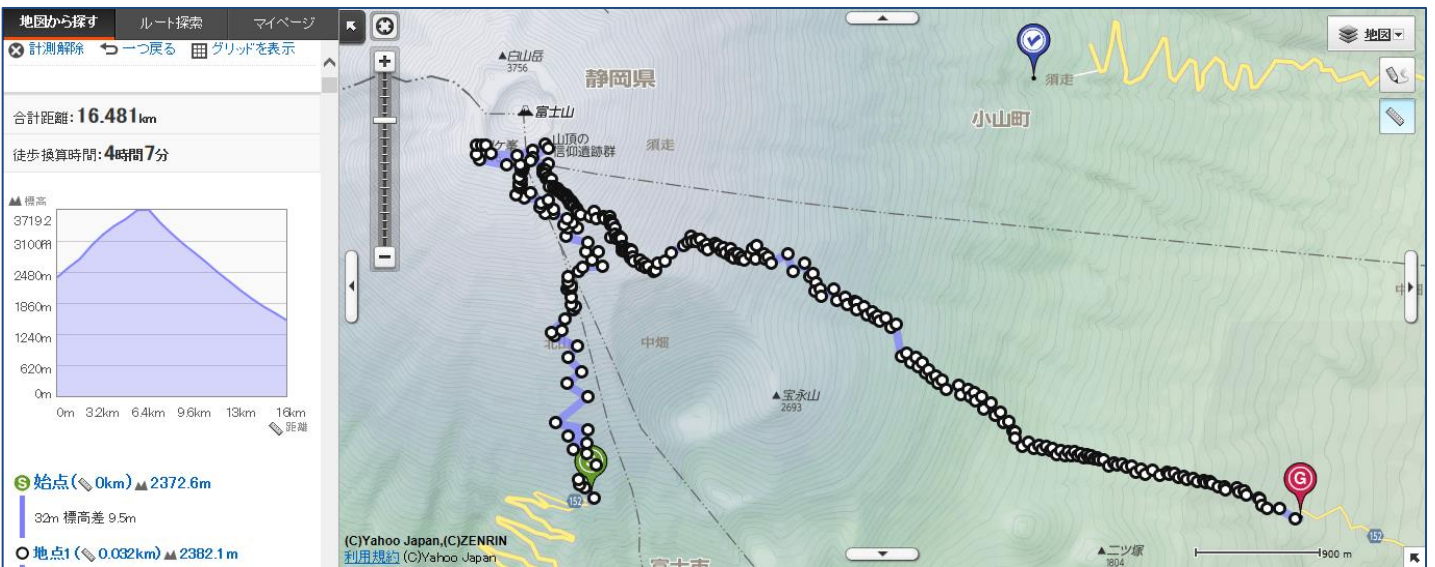 地図から探す ルート探索 マイページ
計測解除 一つ戻る グリッドを表示
合計距離:16.481km
徒歩換算時間:4時間7分
標高
3719.2
3100m
2480m
1860m
1240m
620m
0m
0m 3.2km 6.4km 9.6km 13km 16km
距離
S 始点(0km) 2372.6m
32m 標高差 9.5m
地点1(0.032km) 2382.1m
白山岳
3756
静岡県
富士山
山頂の
信仰遺跡群
須走
須走
小山町
地図
中畑
宝永山
2693
152
G
152
二ツ塚
1804
900 m
(C)Yahoo Japan,(C)ZENRIN
利用規約 (C)Yahoo Japan
富士市